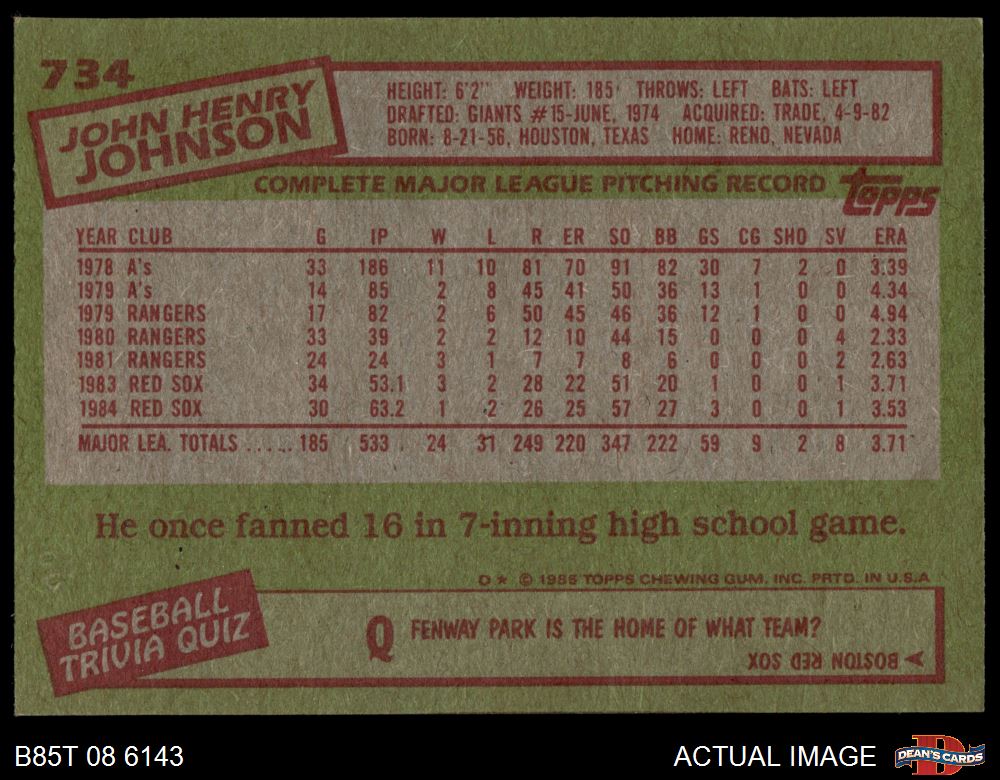 734
JOHN HENRY
JOHNSON
HEIGHT: 6'2" WEIGHT: 185' THROWS: LEFT BATS: LEFT
DRAFTED: GIANTS #15-JUNE, 1974 ACQUIRED: TRADE, 4-9-82
BORN: 8-21-56, HOUSTON, TEXAS HOME: RENO, NEVADA
COMPLETE MAJOR LEAGUE PITCHING RECORD
topps
YEAR CLUB G IP W L R ER SO BB GS CG SHO SV ERA
1978 A's 33 186 11 10 81 70 91 82 30 7 2 0 3.39
1979 A's 14 85 2 8 45 41 50 36 13 1 0 0 4.34
1979 RANGERS 17 82 2 6 50 45 46 36 12 1 0 0 4.94
1980 RANGERS 33 39 2 2 12 10 44 15 0 0 0 4 2.33
1981 RANGERS 24 24 3 1 7 7 8 6 0 0 0 2 2.63
1983 RED SOX 34 53.1 3 2 28 22 51 20 1 0 0 1 3.71
1984 RED SOX 30 63.2 1 2 26 25 57 27 3 0 0 1 3.53
MAJOR LEA. TOTALS ..... 185 533 24 31 249 220 347 222 59 9 2 8 3.71
He once fanned 16 in 7-inning high school game.
D* © 1985 TOPPS CHEWING GUM, INC. PRTD. IN U.S.A
BASEBALL
TRIVIA QUIZ
Q FENWAY PARK IS THE HOME OF WHAT TEAM?
BOSTON RED SOX
B85T 08 6143
ACTUAL IMAGE
D
DEAN'S CARDS